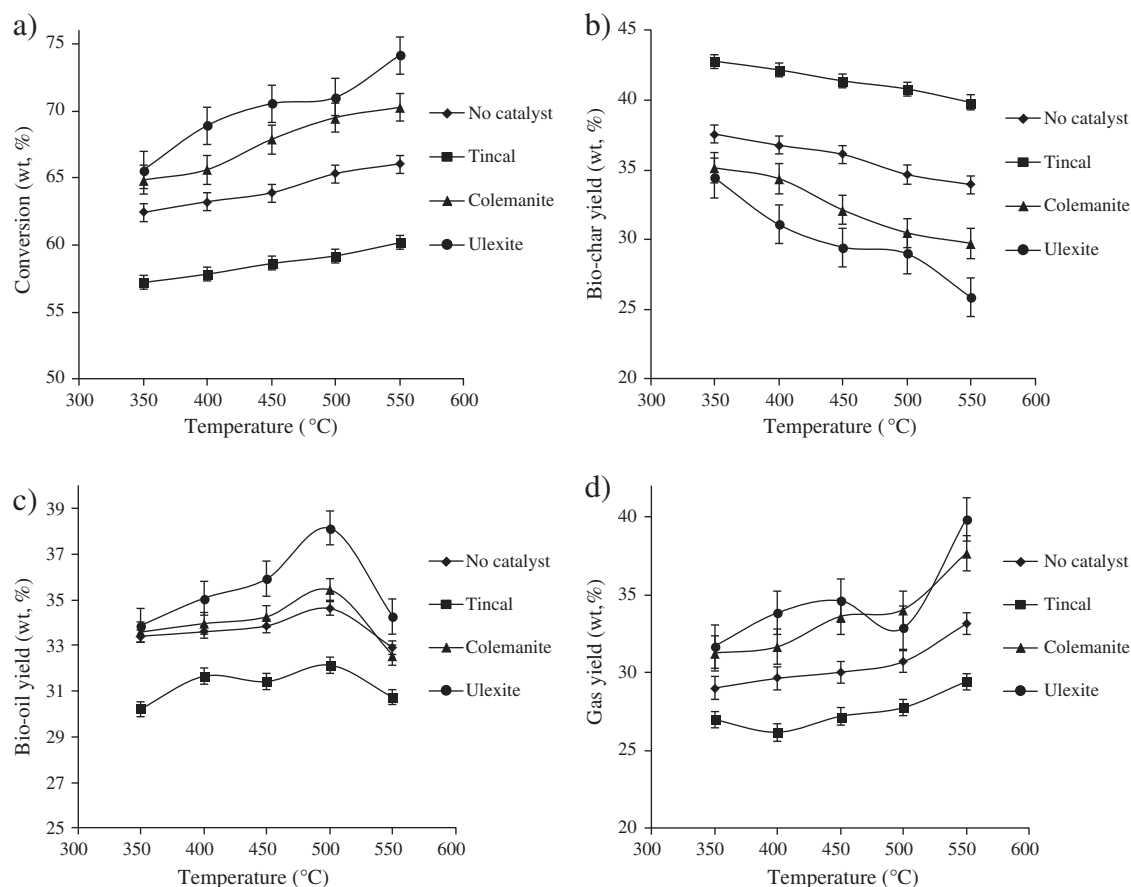 a)
75
70
65
60
55
50
300 350 400 450 500 550 600
Conversion (wt, %)
Temperature (°C)
No catalyst
Tincal
Colemanite
Ulexite
b)
45
40
35
30
25
20
300 350 400 450 500 550 600
Bio-char yield (wt, %)
Temperature (°C)
No catalyst
Tincal
Colemanite
Ulexite
c)
39
37
35
33
31
29
27
25
300 350 400 450 500 550 600
Bio-oil yield (wt, %)
Temperature (°C)
No catalyst
Tincal
Colemanite
Ulexite
d)
40
35
30
25
20
300 350 400 450 500 550 600
Gas yield (wt,%)
Temperature (°C)
No catalyst
Tincal
Colemanite
Ulexite